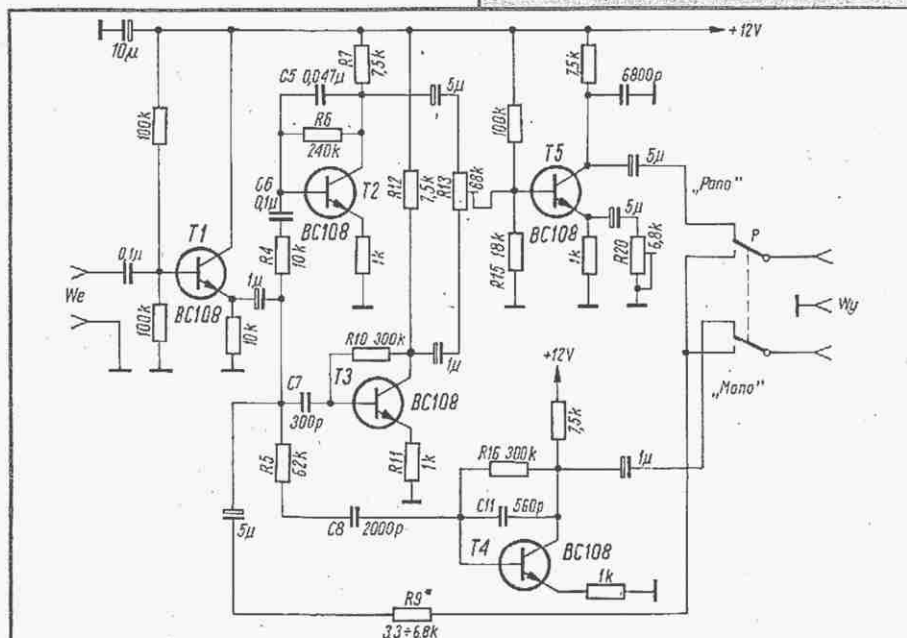 +12V
10μ
R7
7,5k
7,5k
C5 0,047μ
5μ
6800p
100k
R6
240k
100k
T5
5μ
„Pano”
C6
0,1μ
T2
R12
7,5k
R13
68k
5μ
P
BC108
BC108
T1
R4
10k
1k
R15 18k
1k
R20
6,8k
0,1μ
1μ
We
BC108
Wy
100k
10k
R10 300k
1μ
+12V
C7
T3
„Mono”
300p
BC108
7,5k
R5
62k
R11
1k
R16 300k
1μ
C11 560p
5μ
C8 2000p
T4
BC108
1k
R9*
3,3÷6,8k